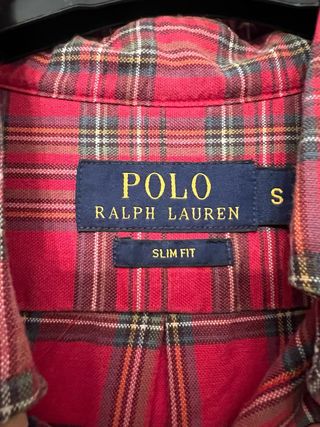 POLO
RALPH LAUREN
S
SLIM FIT